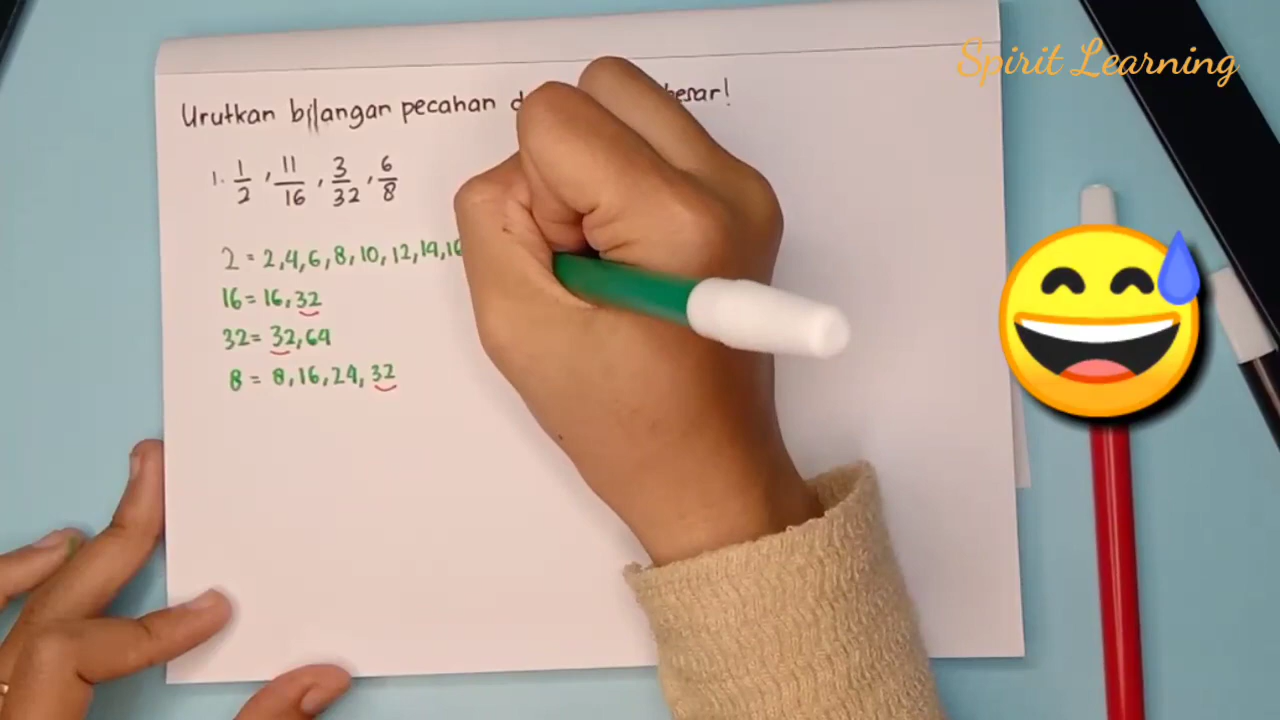 Spirit Learning
Urutkan bilangan pecahan besar!
1. 1/2, 11/16, 3/32, 6/8
2 = 2,4,6,8,10,12,14,16
16 = 16,32
32 = 32,64
8 = 8,16,24,32